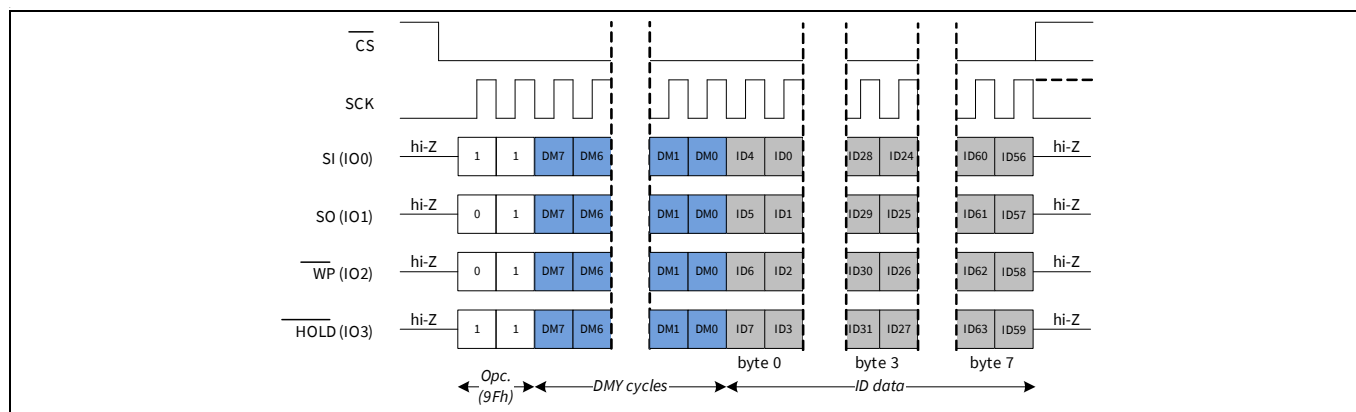 CS
SCK
SI (IO0) hi-Z 1 1 DM7 DM6 DM1 DM0 ID4 ID0 ID28 ID24 ID60 ID56 hi-Z
SO (IO1) hi-Z 0 1 DM7 DM6 DM1 DM0 ID5 ID1 ID29 ID25 ID61 ID57 hi-Z
WP (IO2) hi-Z 0 1 DM7 DM6 DM1 DM0 ID6 ID2 ID30 ID26 ID62 ID58 hi-Z
HOLD (IO3) hi-Z 1 1 DM7 DM6 DM1 DM0 ID7 ID3 ID31 ID27 ID63 ID59 hi-Z
byte 0 byte 3 byte 7
Opc. DMY cycles ID data
(9Fh)